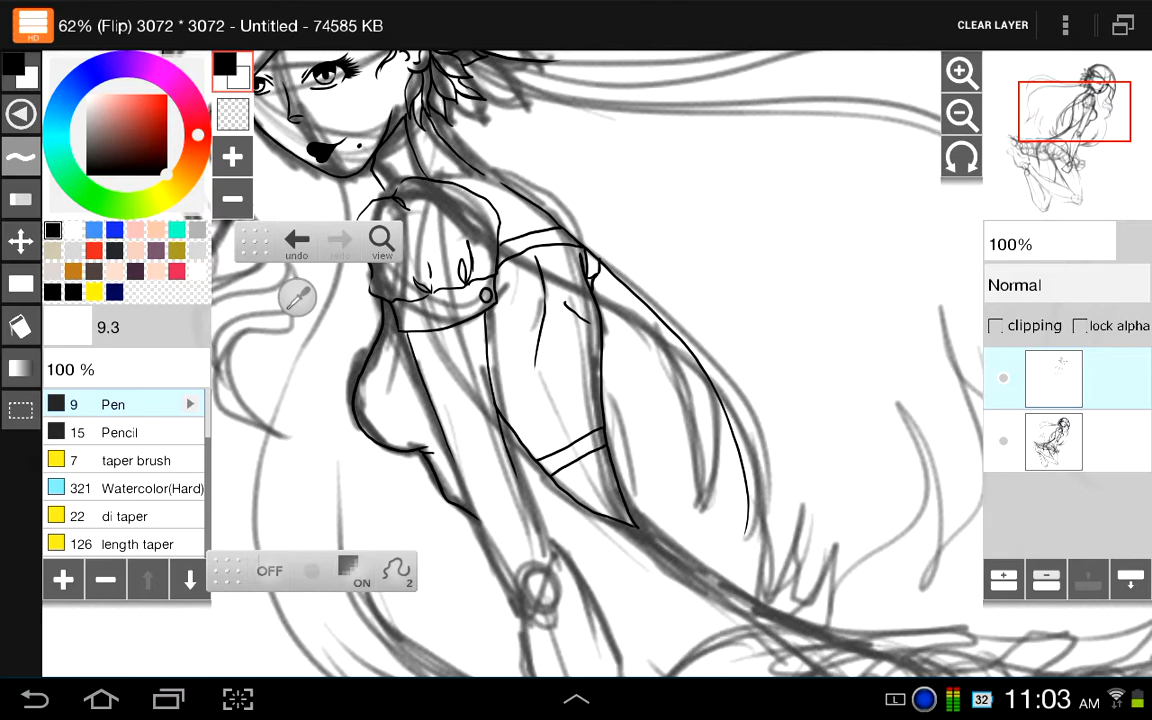 HD
62% (Flip) 3072 * 3072 - Untitled - 74585 KB
CLEAR LAYER
undo
redo
view
9.3
100 %
9 Pen
15 Pencil
7 taper brush
321 Watercolor(Hard)
22 di taper
126 length taper
OFF
ON
2
100%
Normal
clipping
lock alpha
L
32
11:03 AM